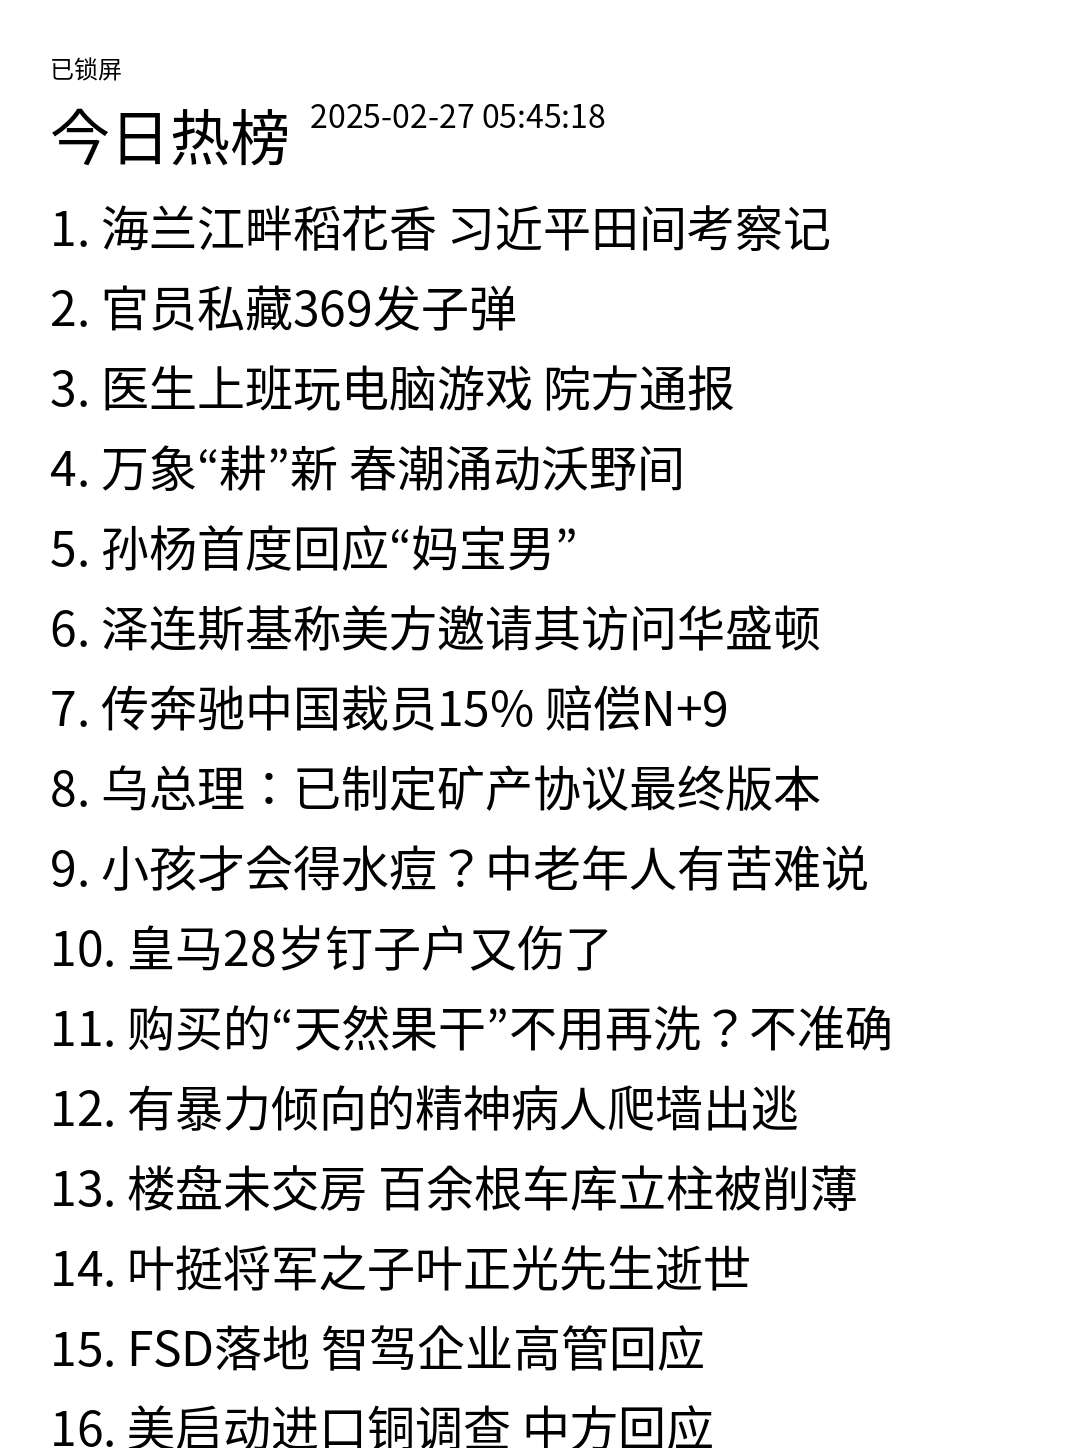 已锁屏
今日热榜 2025-02-27 05:45:18
1. 海兰江畔稻花香 习近平田间考察记
2. 官员私藏369发子弹
3. 医生上班玩电脑游戏 院方通报
4. 万象“耕”新 春潮涌动沃野间
5. 孙杨首度回应“妈宝男”
6. 泽连斯基称美方邀请其访问华盛顿
7. 传奔驰中国裁员15% 赔偿N+9
8. 乌总理：已制定矿产协议最终版本
9. 小孩才会得水痘？中老年人有苦难说
10. 皇马28岁钉子户又伤了
11. 购买的“天然果干”不用再洗？不准确
12. 有暴力倾向的精神病人爬墙出逃
13. 楼盘未交房 百余根车库立柱被削薄
14. 叶挺将军之子叶正光先生逝世
15. FSD落地 智驾企业高管回应
16. 美启动进口铜调查 中方回应